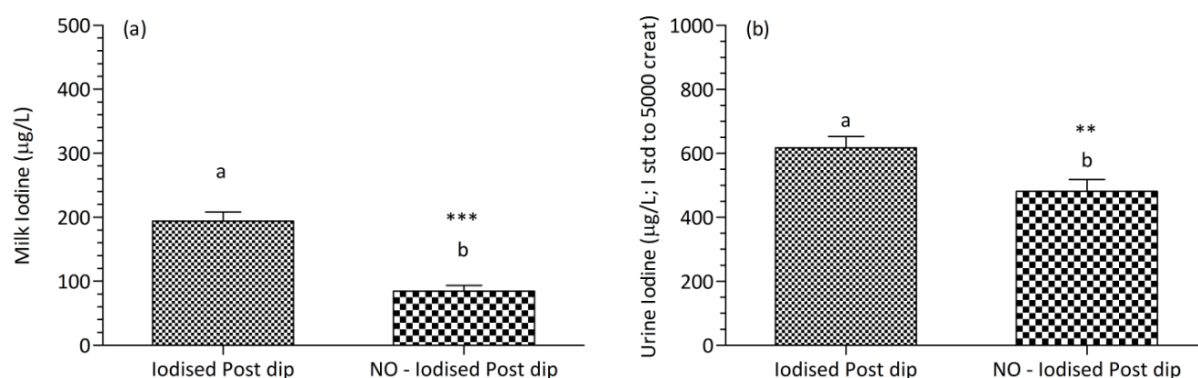 (a)
Milk Iodine (µg/L)
500
400
300
200
100
0
a
***
b
Iodised Post dip
NO - Iodised Post dip
(b)
Urine Iodine (µg/L; I std to 5000 creat)
1000
800
600
400
200
0
a
**
b
Iodised Post dip
NO - Iodised Post dip